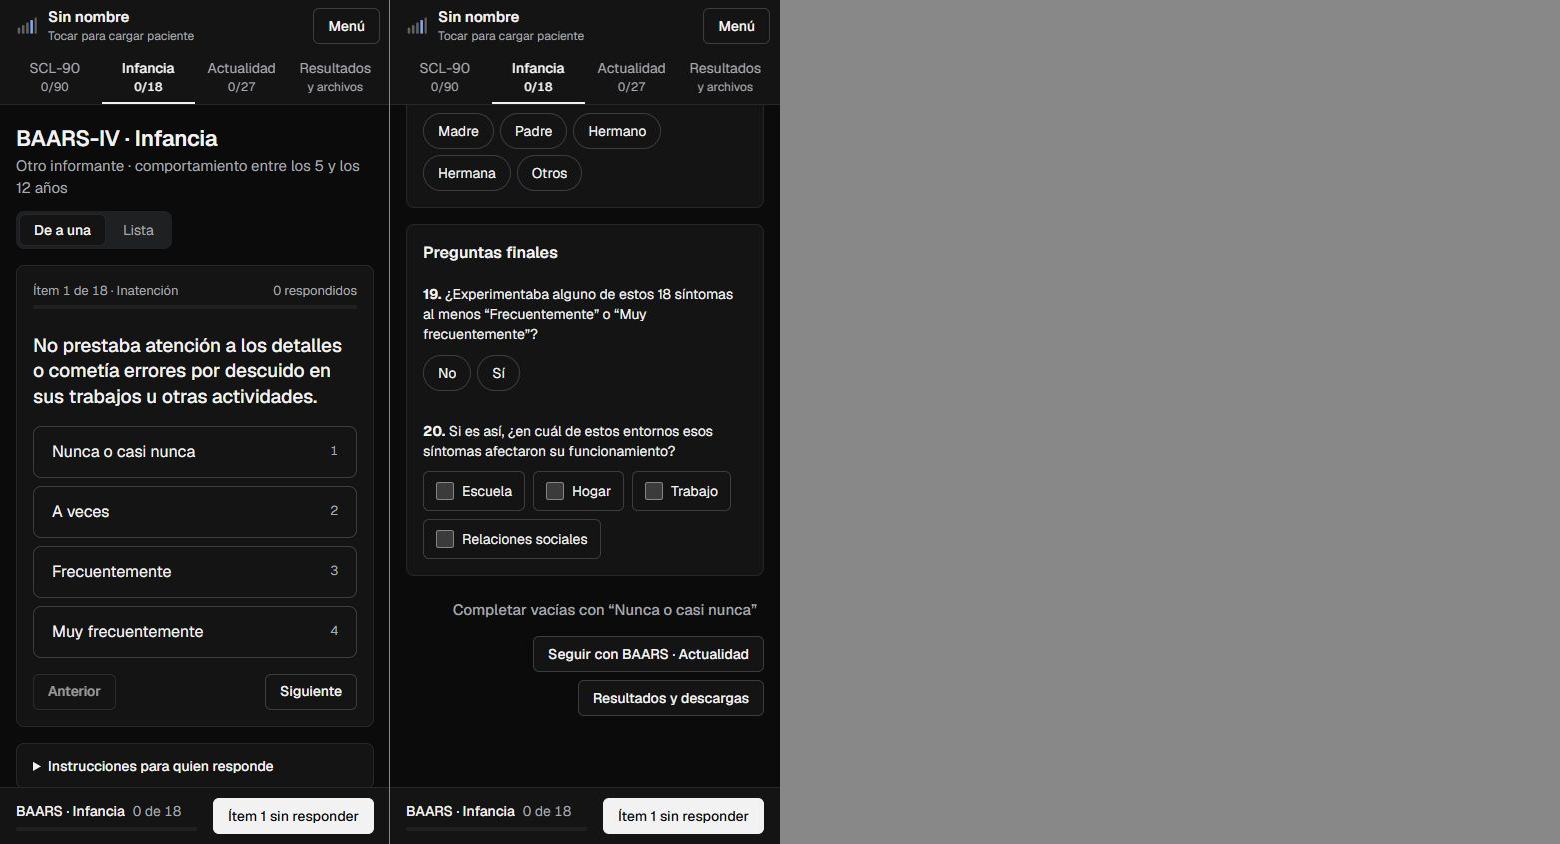 Sin nombre
Tocar para cargar paciente
Menú
SCL-90
0/90
Infancia
0/18
Actualidad
0/27
Resultados
y archivos
BAARS-IV · Infancia
Otro informante · comportamiento entre los 5 y los
12 años
De a una
Lista
Ítem 1 de 18 · Inatención
0 respondidos
No prestaba atención a los detalles
o cometía errores por descuido en
sus trabajos u otras actividades.
Nunca o casi nunca 1
A veces 2
Frecuentemente 3
Muy frecuentemente 4
Anterior
Siguiente
Instrucciones para quien responde
BAARS · Infancia 0 de 18
Ítem 1 sin responder
Sin nombre
Tocar para cargar paciente
Menú
SCL-90
0/90
Infancia
0/18
Actualidad
0/27
Resultados
y archivos
Madre
Padre
Hermano
Hermana
Otros
Preguntas finales
19. ¿Experimentaba alguno de estos 18 síntomas
al menos “Frecuentemente” o “Muy
frecuentemente”?
No
Sí
20. Si es así, ¿en cuál de estos entornos esos
síntomas afectaron su funcionamiento?
Escuela
Hogar
Trabajo
Relaciones sociales
Completar vacías con “Nunca o casi nunca”
Seguir con BAARS · Actualidad
Resultados y descargas
BAARS · Infancia 0 de 18
Ítem 1 sin responder